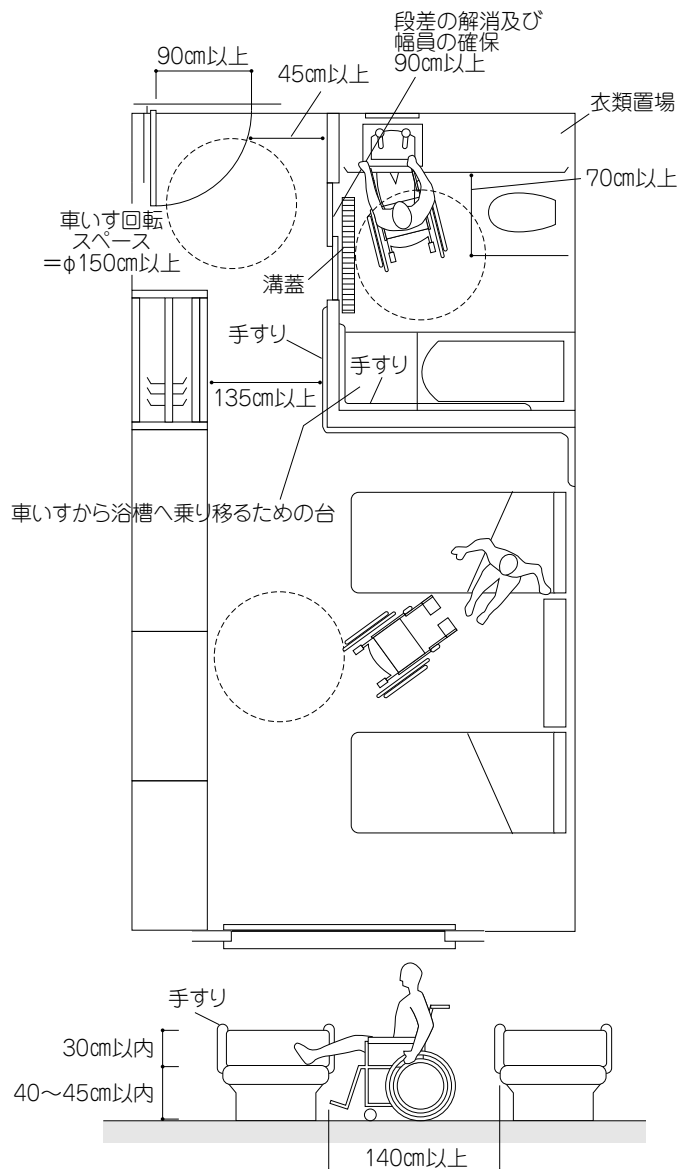 段差の解消及び
幅員の確保
90㎝以上
90㎝以上
45㎝以上
衣類置場
70㎝以上
車いす回転
スペース
=φ150㎝以上
溝蓋
手すり
手すり
135㎝以上
車いすから浴槽へ乗り移るための台
手すり
30㎝以内
40～45㎝以内
140㎝以上